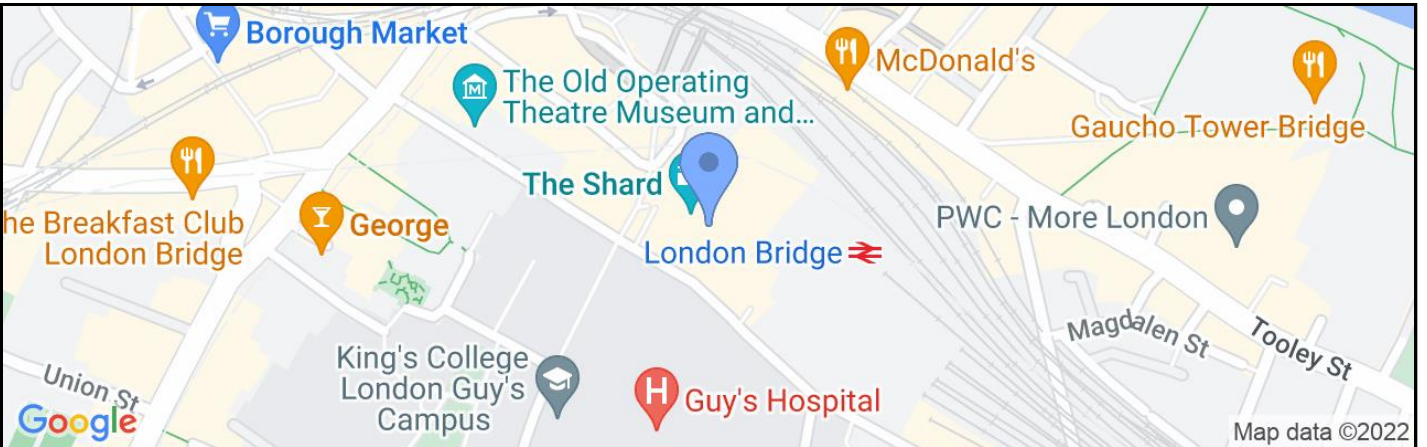 Borough Market
The Old Operating
Theatre Museum and...
McDonald's
Gaucho Tower Bridge
The Shard
he Breakfast Club
London Bridge
George
London Bridge
PWC - More London
Magdalen St
Tooley St
King's College
London Guy's
Campus
H
Guy's Hospital
Union St
Google
Map data ©2022